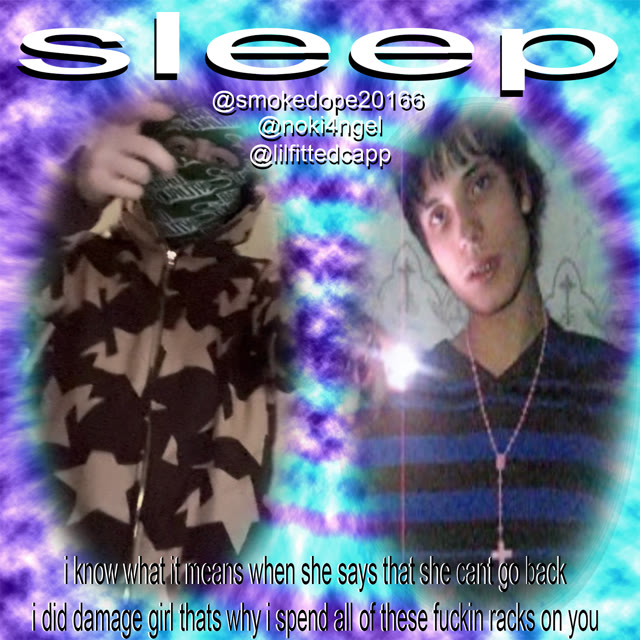 sleep
@smokedope20166
@noki4ngel
@lilfittedcapp
i know what it means when she says that she cant go back
i did damage girl thats why i spend all of these fuckin racks on you